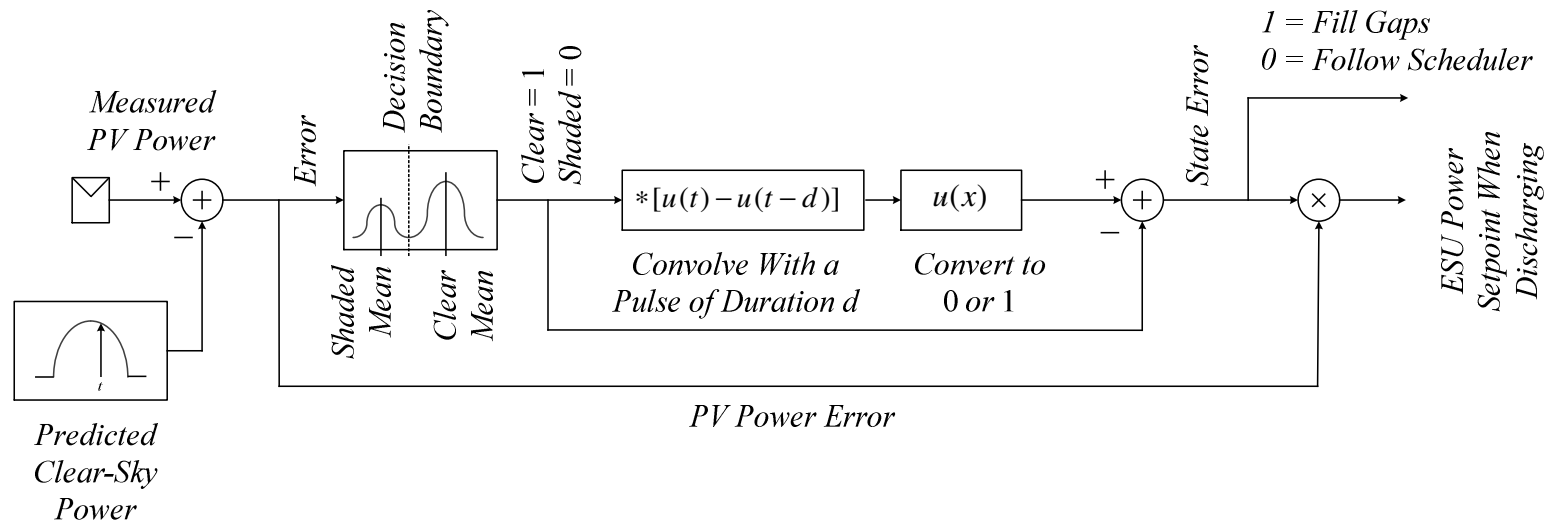 1 = Fill Gaps
0 = Follow Scheduler
Measured
PV Power
Error
Decision
Boundary
Clear = 1
Shaded = 0
State Error
+
+
−
*[u(t)−u(t−d)]
u(x)
+
+
−
×
ESU Power
Setpoint When
Discharging
Shaded
Mean
Clear
Mean
Convolve With a
Pulse of Duration d
Convert to
0 or 1
t
PV Power Error
Predicted
Clear-Sky
Power